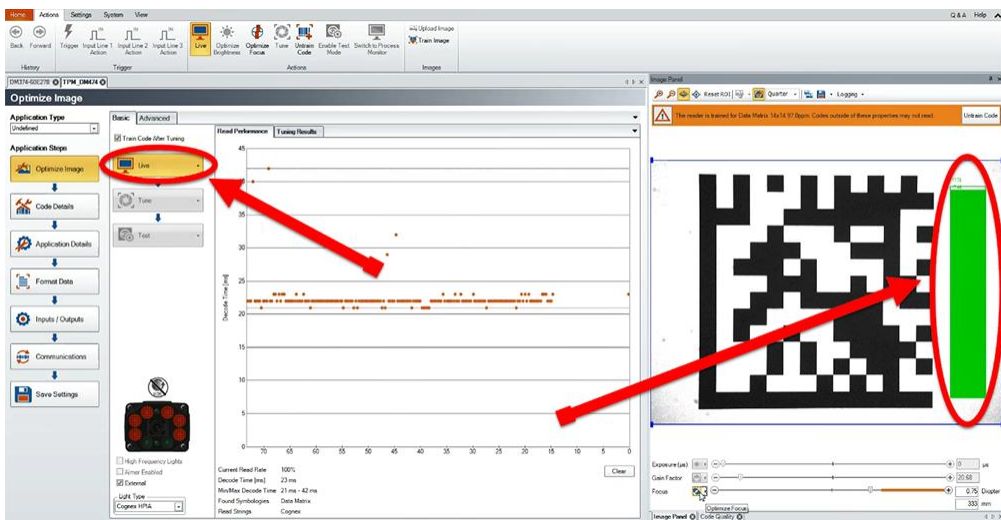 Home Actions Settings System View Q & A Help
Back Forward Trigger Input Line 1 Action Input Line 2 Action Input Line 3 Action Live Optimize Brightness Optimize Focus Tune Untrain Code Enable Test Mode Switch to Process Monitor Upload Image
Train Image
History Trigger Actions Images
TPM_DM474
Image Panel
Optimize Image
Reset ROI Quarter Logging
Application Type
Undefined
Basic Advanced
The reader is trained for Data Matrix 14x14 97.0ppm. Codes outside of these properties may not read. Untrain Code
Train Code After Tuning
Read Performance Tuning Results
Application Steps
Optimize Image
Live
Code Details
Tune
Application Details
Test
Format Data
Inputs / Outputs
Communications
Save Settings
45
35
30
25
20
15
10
5
0
Decode Time [ms]
70 65 60 55 50 45 40 35 30 25 20 15 10 5 0
High Frequency Lights
Aimer Enabled
External
Light Type
Cognex HPIA
Current Read Rate 100%
Decode Time [ms] 23 ms
Min/Max Decode Time 21 ms - 42 ms
Found Symbologies Data Matrix
Read Strings Cognex
Clear
Exposure (µs) 0 µs
Gain Factor 20.68
Focus 0.75 Diopter
333 mm
Optimize Focus
Image Panel Code Quality